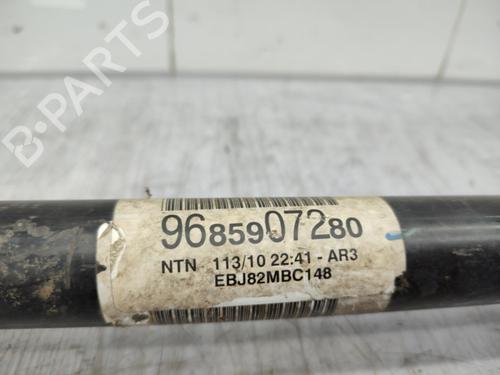 B-PARTS
9685907280
NTN 113/10 22:41 - AR3
EBJ82MBC148